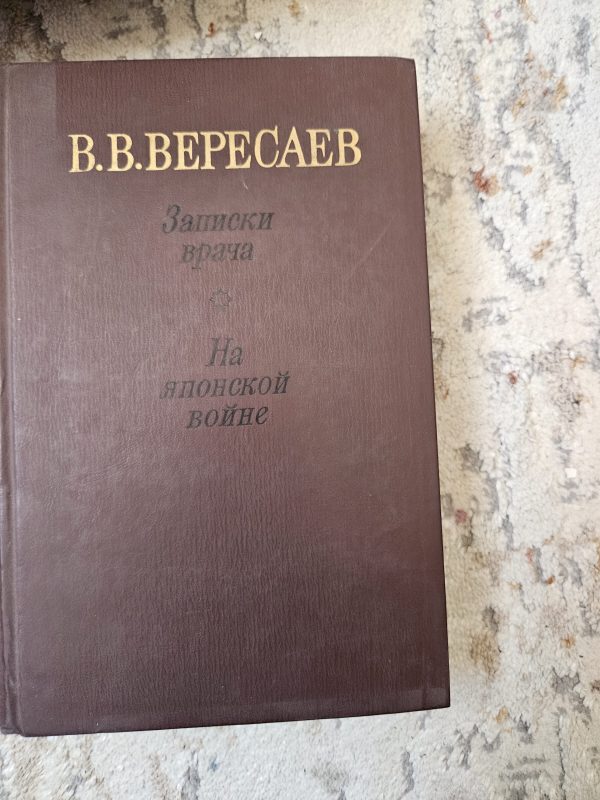 В.В.ВЕРЕСАЕВ
Записки
врача
На
японской
войне